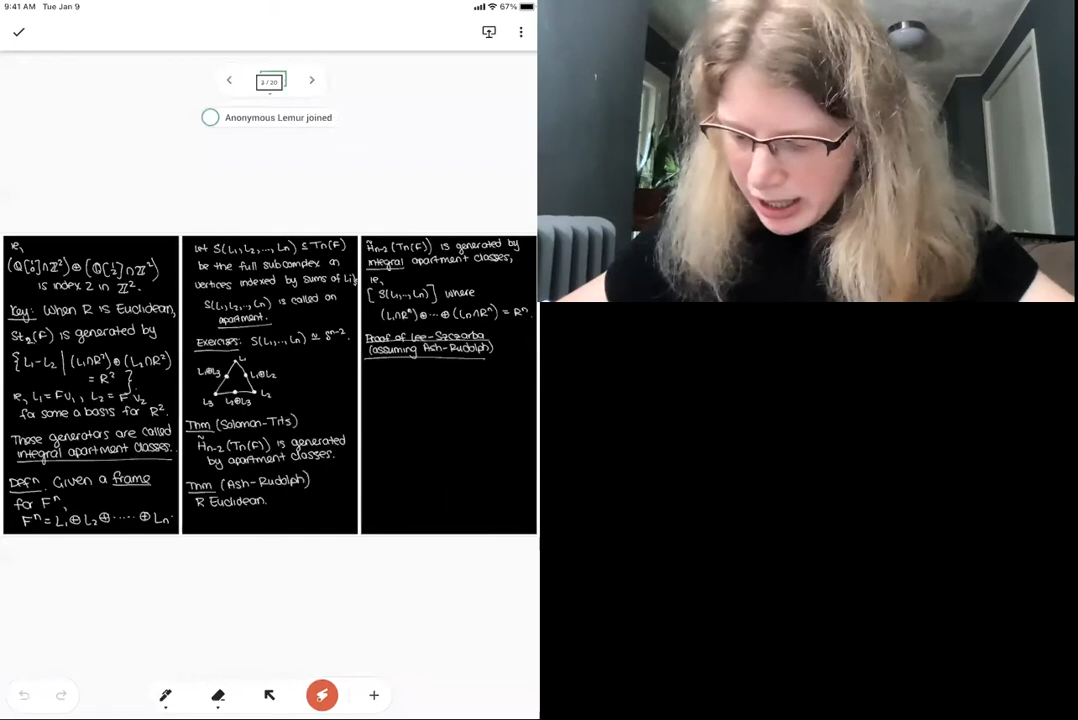 9:41 AM Tue Jan 9
67%
2 / 20
Anonymous Lemur joined
ie,
(Q[¹₀]∩ℤ²)⊕(Q[¹₂]∩ℤ²)
is index 2 in ℤ².
Key: When R is Euclidean,
St₂(F) is generated by
{L₁-L₂ | (L₁∩R²)⊕(L₂∩R²)
= R² }
ie, L₁=Fv₁, L₂=Fv₂
for some a basis for R².
These generators are called
integral apartment classes.
Defⁿ. Given a frame
for Fⁿ,
Fⁿ=L₁⊕L₂⊕.....⊕Ln.
Let S(L₁,L₂,...,Ln)⊆Tn(F)
be the full subcomplex on
vertices indexed by sums of Li's
S(L₁,L₂,...,Ln) is called an
apartment.
Exercise: S(L₁,..,Ln) ≃ Sⁿ⁻².
L₁
L₁⊕L₃
L₁⊕L₂
L₃
L₂⊕L₃
L₂
Thm (Solomon-Tits)
H̃n-2(Tn(F)) is generated
by apartment classes.
Thm (Ash-Rudolph)
R Euclidean.
H̃n-2(Tn(F)) is generated by
integral apartment classes,
ie,
[S(L₁,..,Ln)] where
(L₁∩Rⁿ)⊕...⊕(Ln∩Rⁿ)=Rⁿ.
Proof of Lee-Szczarba
(assuming Ash-Rudolph)